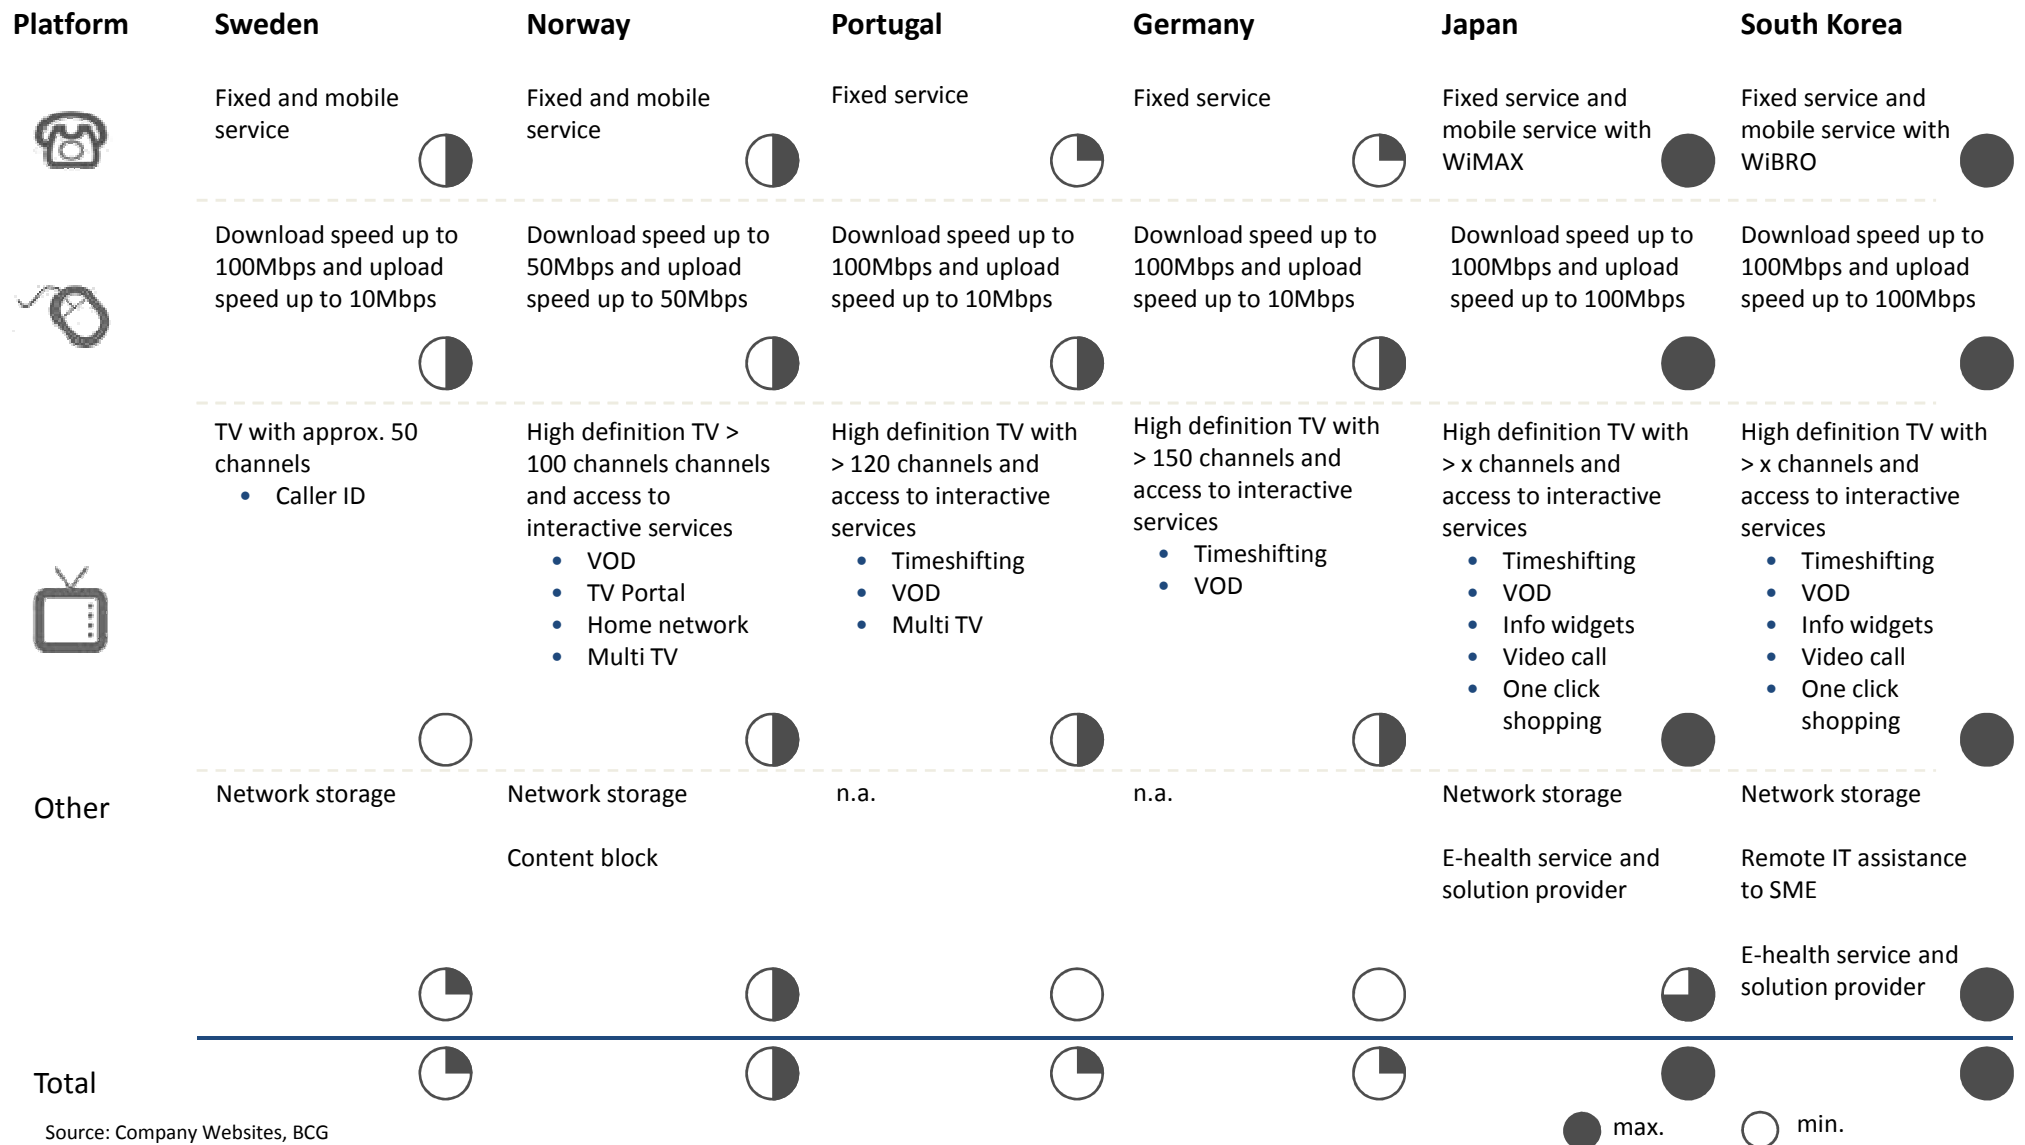 Platform
Sweden
Norway
Portugal
Germany
Japan
South Korea
Fixed and mobile
service
Fixed and mobile
service
Fixed service
Fixed service
Fixed service and
mobile service with
WiMAX
Fixed service and
mobile service with
WiBRO
Download speed up to
100Mbps and upload
speed up to 10Mbps
Download speed up to
50Mbps and upload
speed up to 50Mbps
Download speed up to
100Mbps and upload
speed up to 10Mbps
Download speed up to
100Mbps and upload
speed up to 10Mbps
Download speed up to
100Mbps and upload
speed up to 100Mbps
Download speed up to
100Mbps and upload
speed up to 100Mbps
TV with approx. 50
channels
• Caller ID
High definition TV >
100 channels channels
and access to
interactive services
• VOD
• TV Portal
• Home network
• Multi TV
High definition TV with
> 120 channels and
access to interactive
services
• Timeshifting
• VOD
• Multi TV
High definition TV with
> 150 channels and
access to interactive
services
• Timeshifting
• VOD
High definition TV with
> x channels and
access to interactive
services
• Timeshifting
• VOD
• Info widgets
• Video call
• One click
shopping
High definition TV with
> x channels and
access to interactive
services
• Timeshifting
• VOD
• Info widgets
• Video call
• One click
shopping
Other
Network storage
Network storage
Content block
n.a.
n.a.
Network storage
E-health service and
solution provider
Network storage
Remote IT assistance
to SME
E-health service and
solution provider
Total
Source: Company Websites, BCG
max.
min.